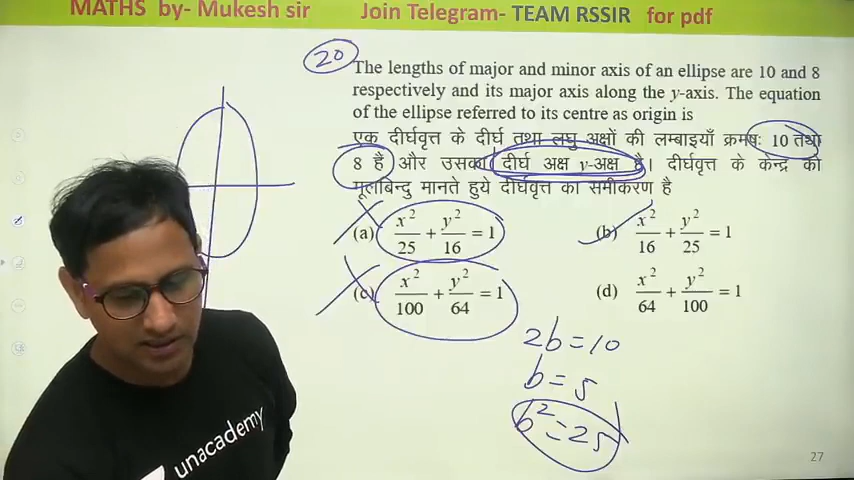 MATHS by- Mukesh sir Join Telegram- TEAM RSSIR for pdf
20
The lengths of major and minor axis of an ellipse are 10 and 8
respectively and its major axis along the y-axis. The equation
of the ellipse referred to its centre as origin is
एक दीर्घवृत्त के दीर्घ तथा लघु अक्षों की लम्बाइयाँ क्रमषः 10 तथा
8 है और उसका दीर्घ अक्ष y-अक्ष है। दीर्घवृत्त के केन्द्र को
मूलबिन्दु मानते हुये दीर्घवृत्त का समीकरण है
(a) x²/25 + y²/16 = 1 (b) x²/16 + y²/25 = 1
(c) x²/100 + y²/64 = 1 (d) x²/64 + y²/100 = 1
2b = 10
b = 5
b² = 25
unacademy
27